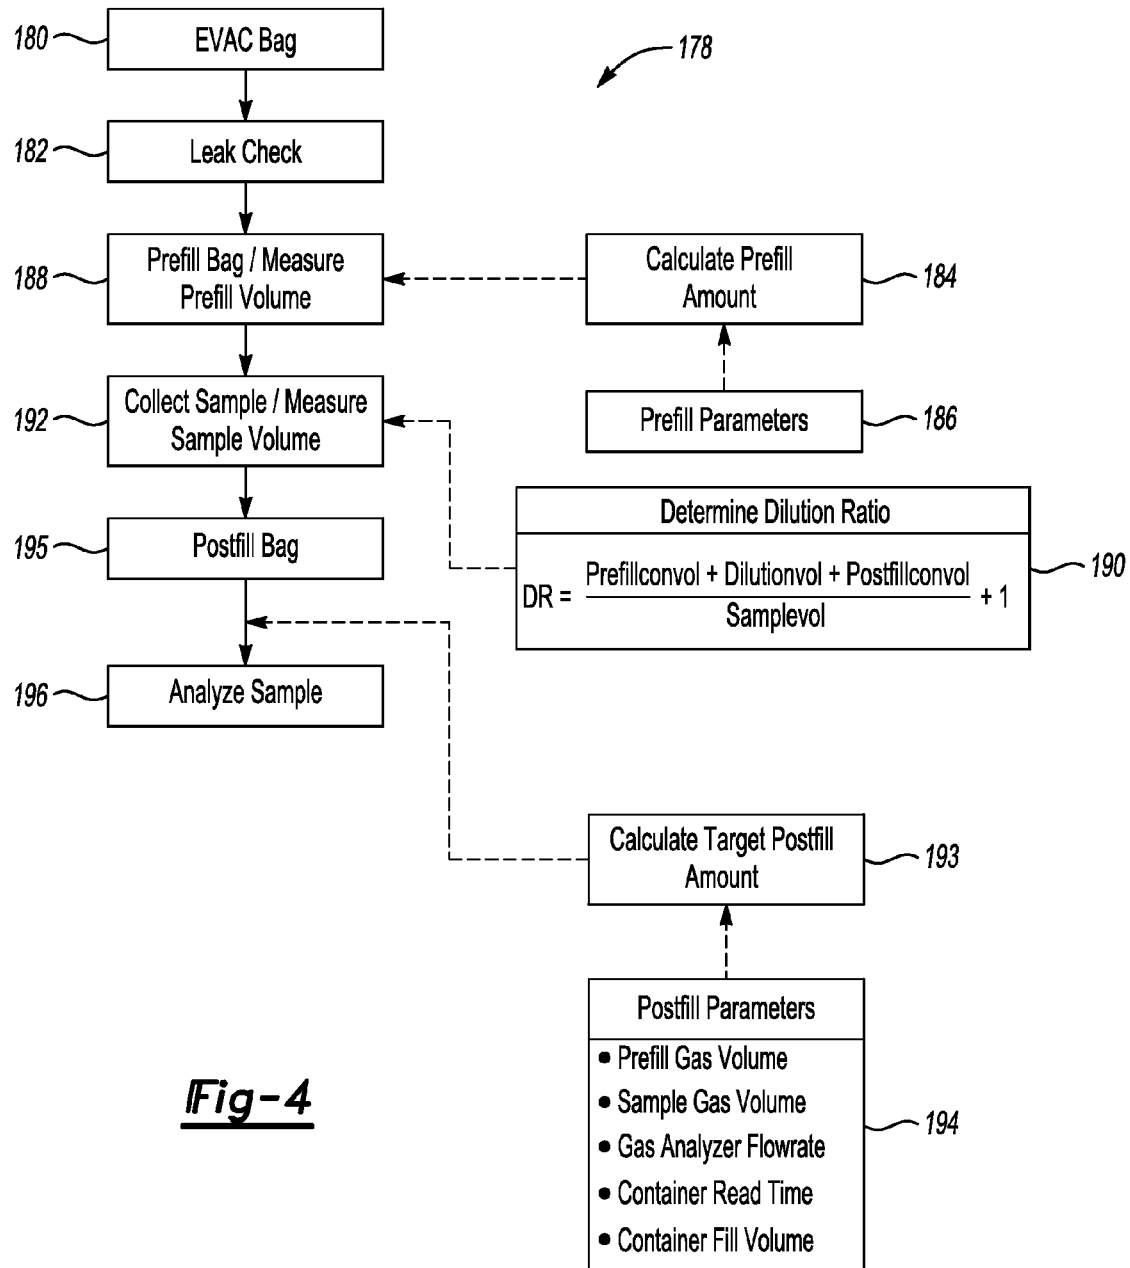 180
EVAC Bag
178
182
Leak Check
188
Prefill Bag / Measure
Prefill Volume
Calculate Prefill
Amount
184
192
Collect Sample / Measure
Sample Volume
Prefill Parameters
186
Determine Dilution Ratio
DR = Prefillconvol + Dilutionvol + Postfillconvol / Samplevol + 1
190
195
Postfill Bag
196
Analyze Sample
Calculate Target Postfill
Amount
193
Postfill Parameters
• Prefill Gas Volume
• Sample Gas Volume
• Gas Analyzer Flowrate
• Container Read Time
• Container Fill Volume
194
Fig-4